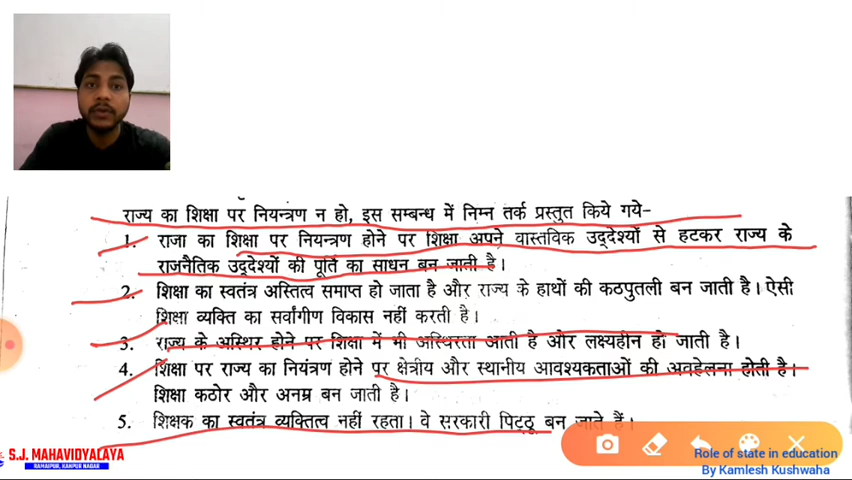 राज्य का शिक्षा पर नियन्त्रण न हो, इस सम्बन्ध में निम्न तर्क प्रस्तुत किये गये-
1. राजा का शिक्षा पर नियन्त्रण होने पर शिक्षा अपने वास्तविक उद्देश्यों से हटकर राज्य के
राजनैतिक उद्देश्यों की पूर्ति का साधन बन जाती है।
2. शिक्षा का स्वतंत्र अस्तित्व समाप्त हो जाता है और राज्य के हाथों की कठपुतली बन जाती है। ऐसी
शिक्षा व्यक्ति का सर्वांगीण विकास नहीं करती है।
3. राज्य के अस्थिर होने पर शिक्षा में भी अस्थिरता आती है और लक्ष्यहीन हो जाती है।
4. शिक्षा पर राज्य का नियंत्रण होने पर क्षेत्रीय और स्थानीय आवश्यकताओं की अवहेलना होती है।
शिक्षा कठोर और अनम्र बन जाती है।
5. शिक्षक का स्वतंत्र व्यक्तित्व नहीं रहता। वे सरकारी पिट्ठू बन जाते हैं।
S.J. MAHAVIDYALAYA
RAMAIPUR, KANPUR NAGAR
Role of state in education
By Kamlesh Kushwaha